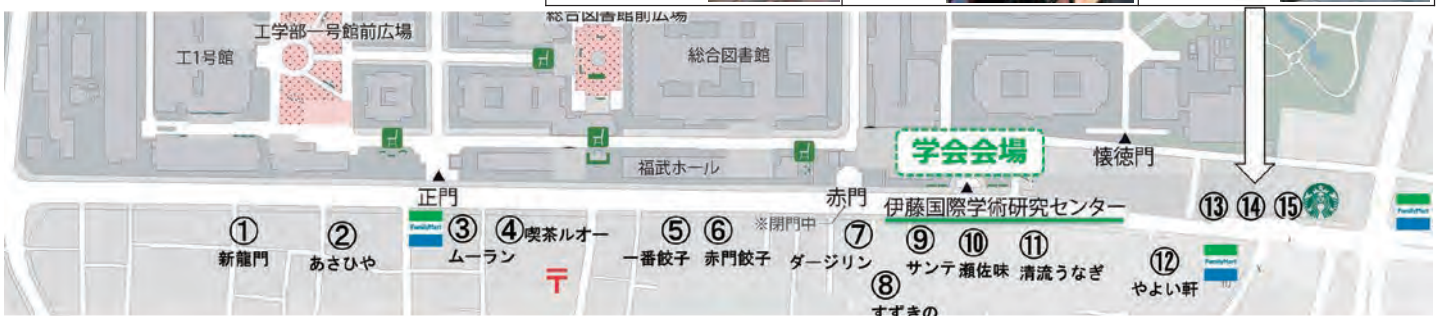 総合図書館前広場
工学部一号館前広場
工1号館
総合図書館
学会会場
懐徳門
福武ホール
正門
赤門
伊藤国際学術研究センター
※閉門中
⑬ ⑭ ⑮
FamilyMart
①
新龍門
②
あさひや
FamilyMart
③
ムーラン
④喫茶ルオー
⑤
一番餃子
⑥
赤門餃子
⑦
ダージリン
⑧
すずきの
⑨
サンテ
⑩
瀬佐味
⑪
清流うなぎ
⑫
やよい軒
FamilyMart